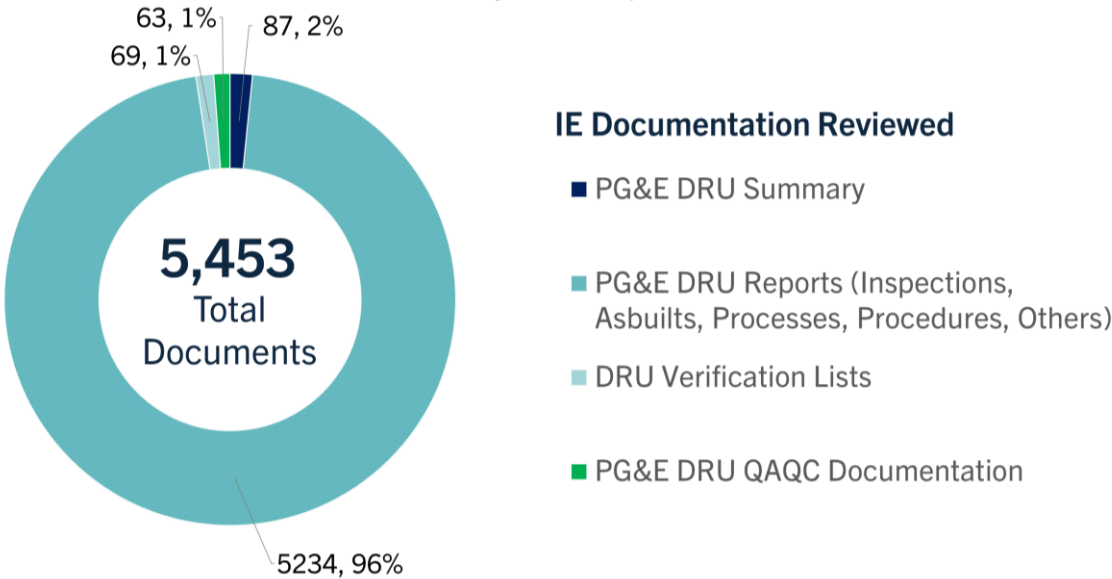 63, 1%
87, 2%
69, 1%
5,453
Total
Documents
5234, 96%
IE Documentation Reviewed
PG&E DRU Summary
PG&E DRU Reports (Inspections,
Asbuilts, Processes, Procedures, Others)
DRU Verification Lists
PG&E DRU QAQC Documentation